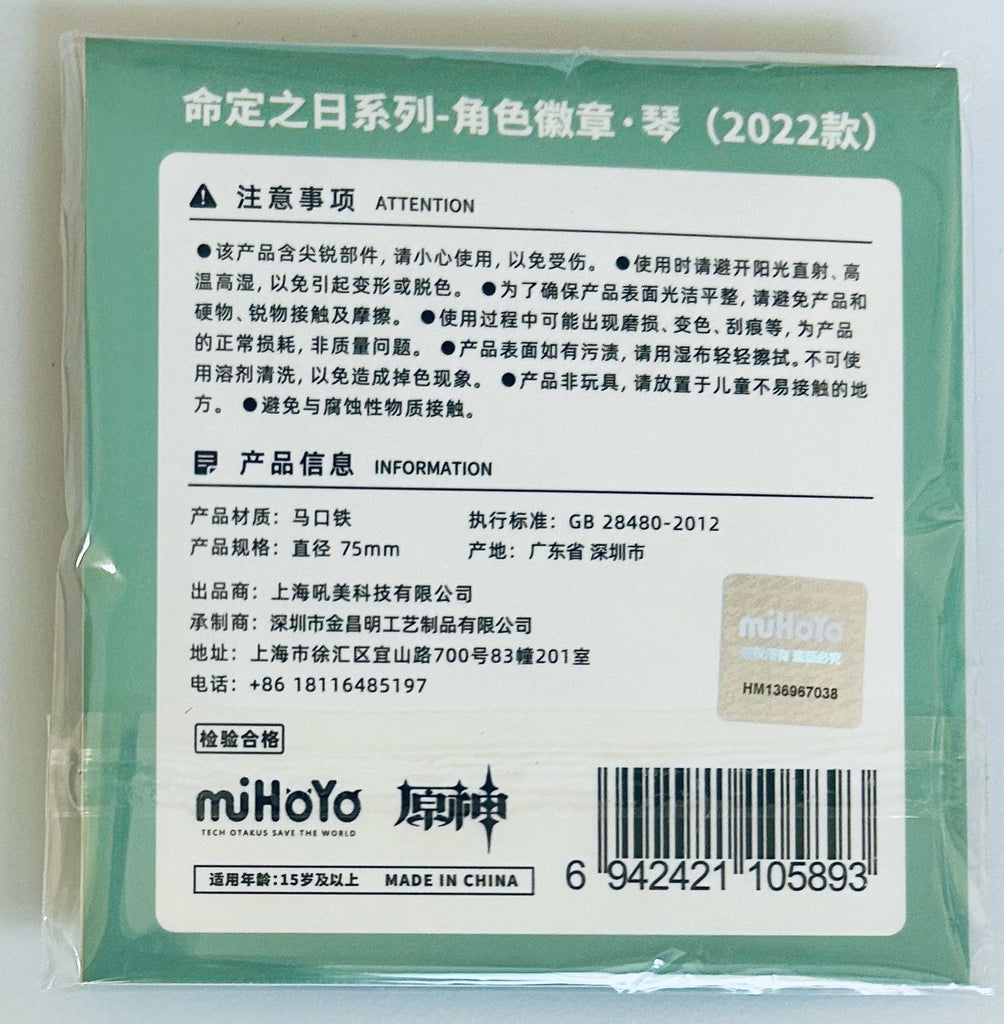 命定之日系列-角色徽章·琴（2022款）
注意事项 ATTENTION
●该产品含尖锐部件，请小心使用，以免受伤。 ●使用时请避开阳光直射、高
温高湿，以免引起变形或脱色。 ●为了确保产品表面光洁平整，请避免产品和
硬物、锐物接触及摩擦。 ●使用过程中可能出现磨损、变色、刮痕等，为产品
的正常损耗，非质量问题。 ●产品表面如有污渍，请用湿布轻轻擦拭。不可使
用溶剂清洗，以免造成掉色现象。 ●产品非玩具，请放置于儿童不易接触的地
方。 ●避免与腐蚀性物质接触。
产品信息 INFORMATION
产品材质：马口铁 执行标准：GB 28480-2012
产品规格：直径 75mm 产地：广东省 深圳市
出品商：上海吼美科技有限公司
承制商：深圳市金昌明工艺制品有限公司
地址：上海市徐汇区宜山路700号83幢201室
电话：+86 18116485197
miHoYo
版权所有 盗版必究
HM136967038
检验合格
miHoYo 原神
TECH OTAKUS SAVE THE WORLD
适用年龄:15岁及以上 MADE IN CHINA
6 942421 105893